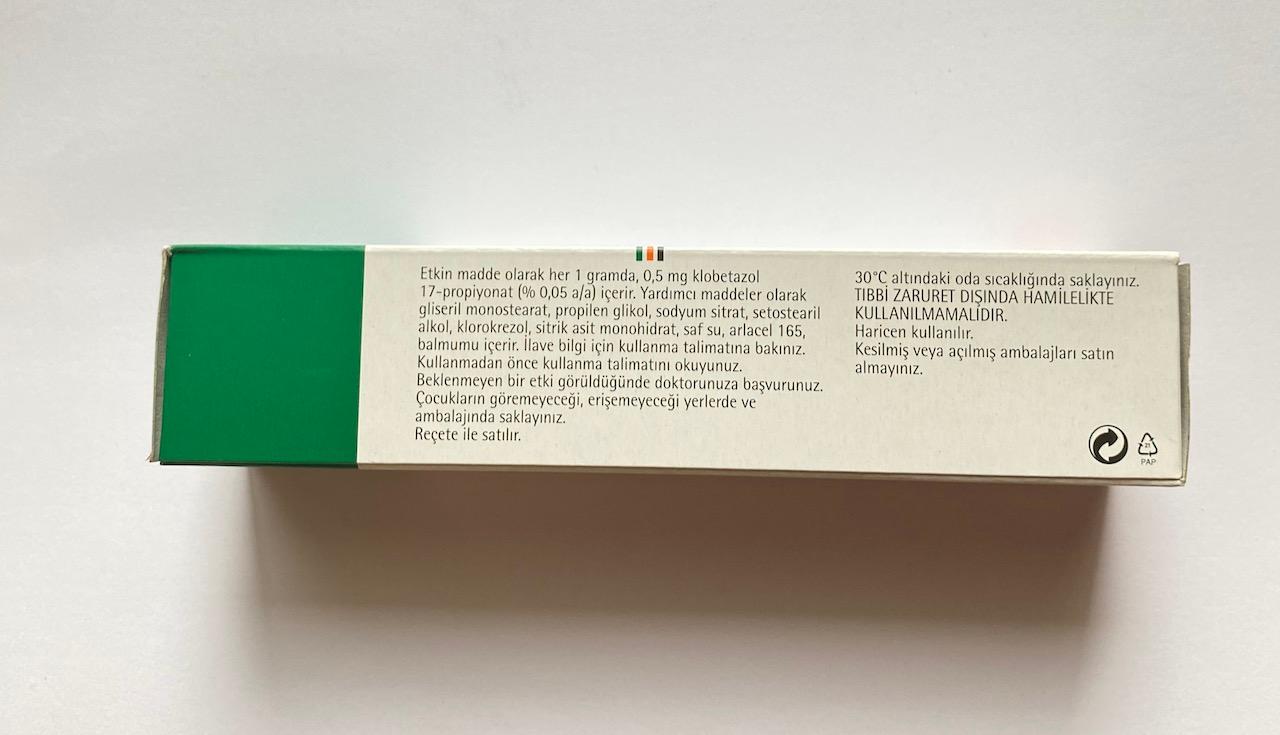 Etkin madde olarak her 1 gramda, 0,5 mg klobetazol
17-propiyonat (% 0,05 a/a) içerir. Yardımcı maddeler olarak
gliseril monostearat, propilen glikol, sodyum sitrat, setostearil
alkol, klorokrezol, sitrik asit monohidrat, saf su, arlacel 165,
balmumu içerir. İlave bilgi için kullanma talimatına bakınız.
Kullanmadan önce kullanma talimatını okuyunuz.
Beklenmeyen bir etki görüldüğünde doktorunuza başvurunuz.
Çocukların göremeyeceği, erişemeyeceği yerlerde ve
ambalajında saklayınız.
Reçete ile satılır.
30°C altındaki oda sıcaklığında saklayınız.
TIBBİ ZARURET DIŞINDA HAMİLELİKTE
KULLANILMAMALIDIR.
Haricen kullanılır.
Kesilmiş veya açılmış ambalajları satın
almayınız.
21
PAP